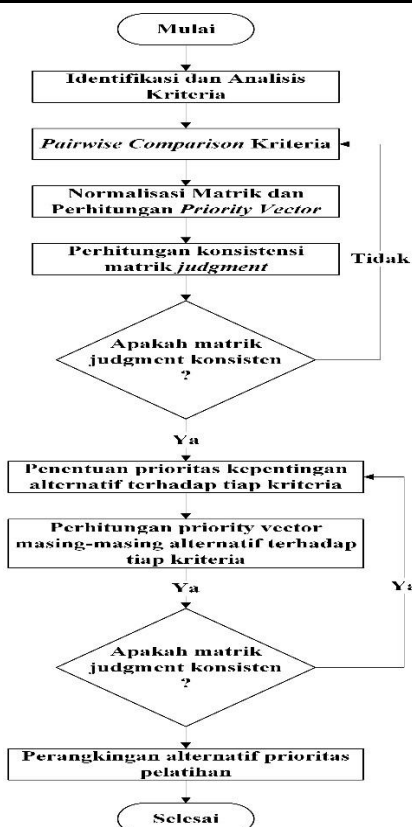 Mulai
Identifikasi dan Analisis
Kriteria
Pairwise Comparison Kriteria
Normalisasi Matrik dan
Perhitungan Priority Vector
Perhitungan konsistensi
matrik judgment
Tidak
Apakah matrik
judgment konsisten
?
Ya
Penentuan prioritas kepentingan
alternatif terhadap tiap kriteria
Perhitungan priority vector
masing-masing alternatif terhadap
tiap kriteria
Ya
Ya
Apakah matrik
judgment konsisten
?
Perangkingan alternatif prioritas
pelatihan
Selesai